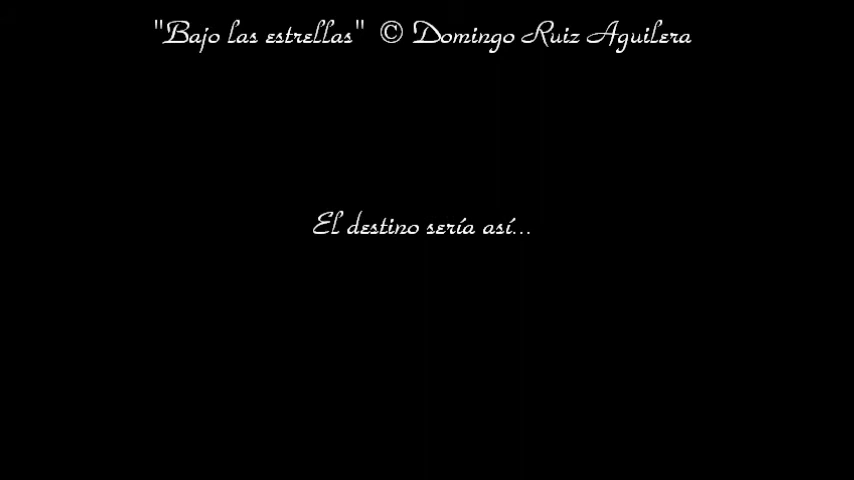 "Bajo las estrellas" © Domingo Ruiz Aguilera
El destino sería así...